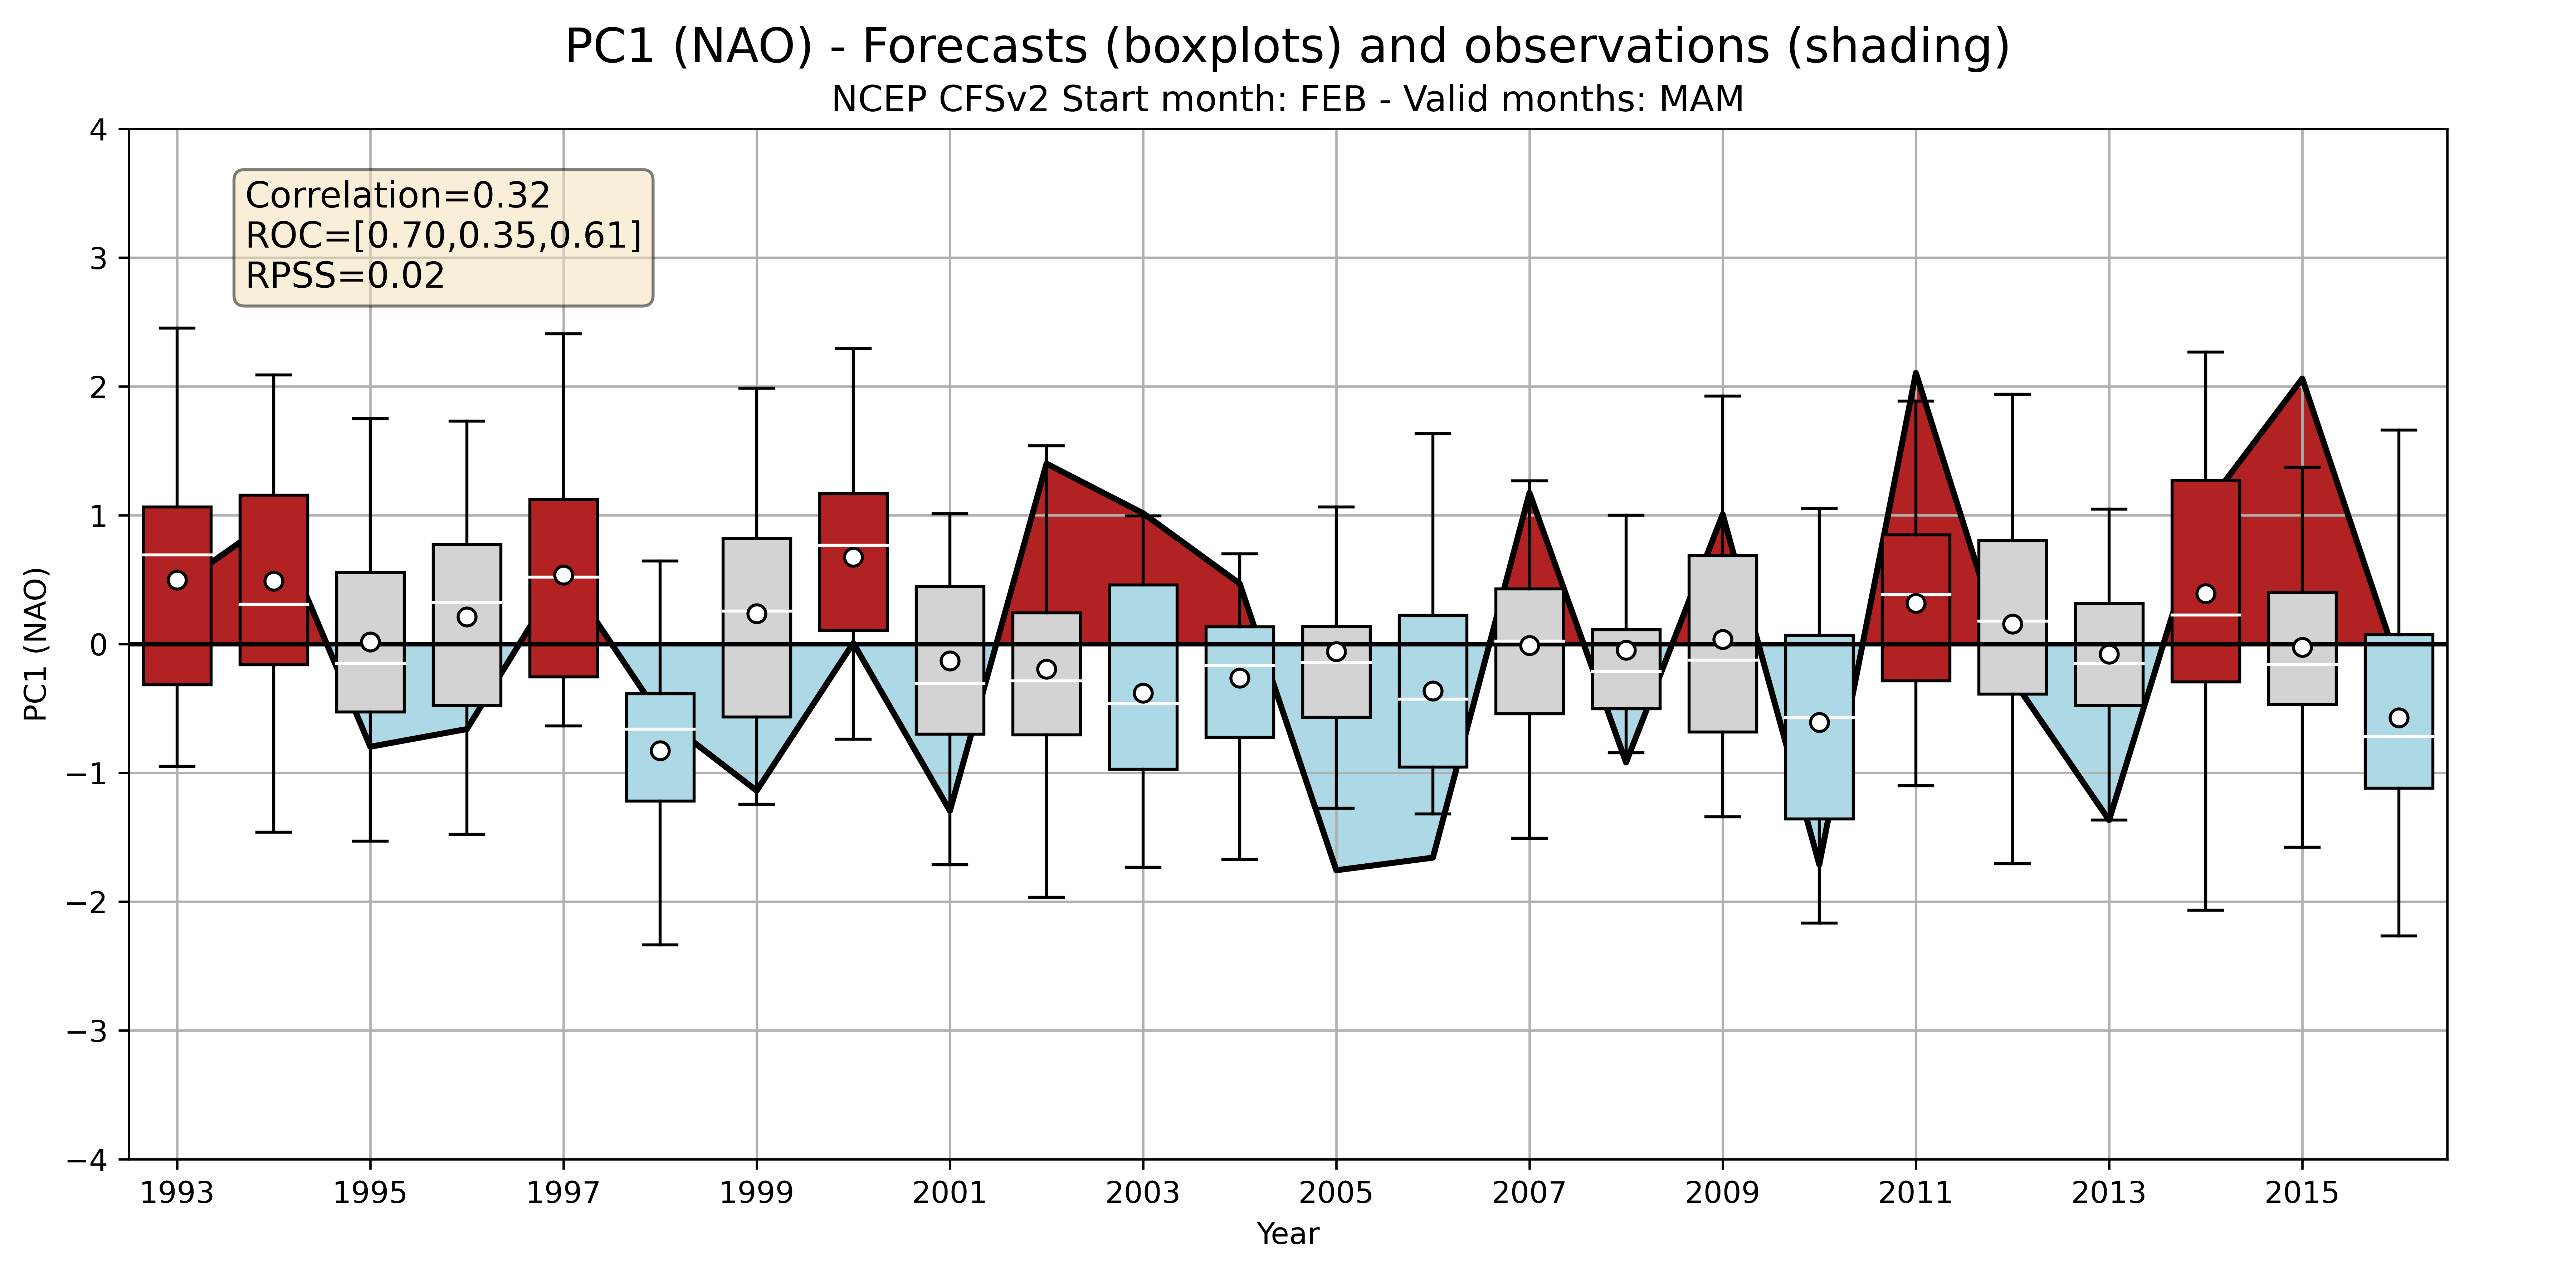 PC1 (NAO) - Forecasts (boxplots) and observations (shading)
NCEP CFSv2 Start month: FEB - Valid months: MAM
Correlation=0.32
ROC=[0.70,0.35,0.61]
RPSS=0.02
PC1 (NAO)
4
3
2
1
0
−1
−2
−3
−4
1993 1995 1997 1999 2001 2003 2005 2007 2009 2011 2013 2015
Year